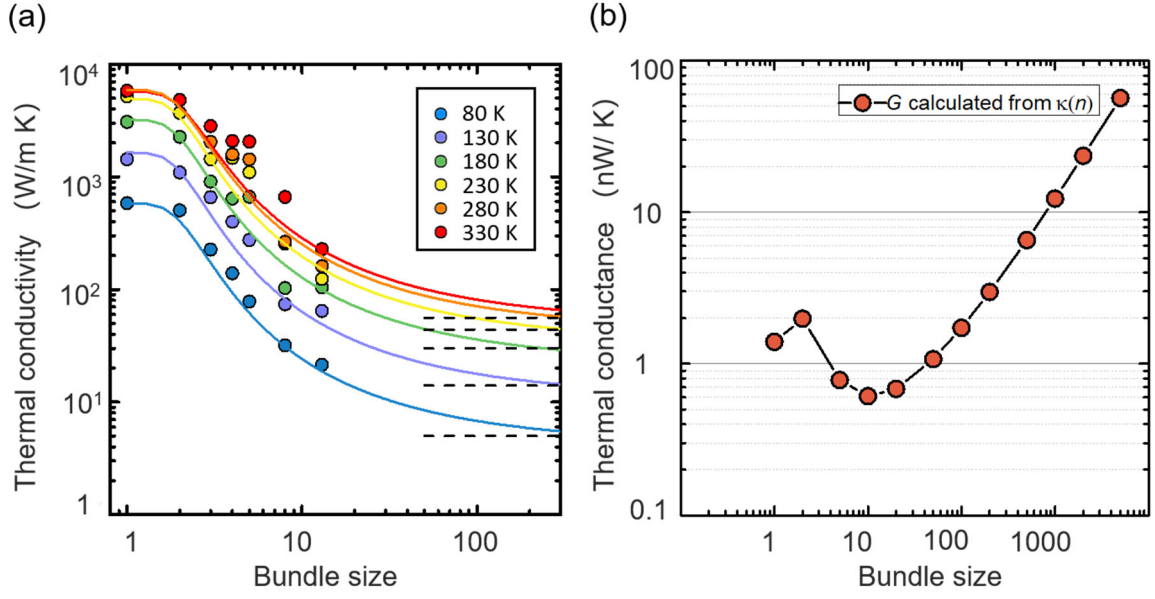 (a)
Thermal conductivity (W/m K)
10⁴
10³
10²
10¹
1
80 K
130 K
180 K
230 K
280 K
330 K
1
10
100
Bundle size
(b)
Thermal conductance (nW/ K)
100
10
1
0.1
G calculated from κ(n)
1
10
100
1000
Bundle size